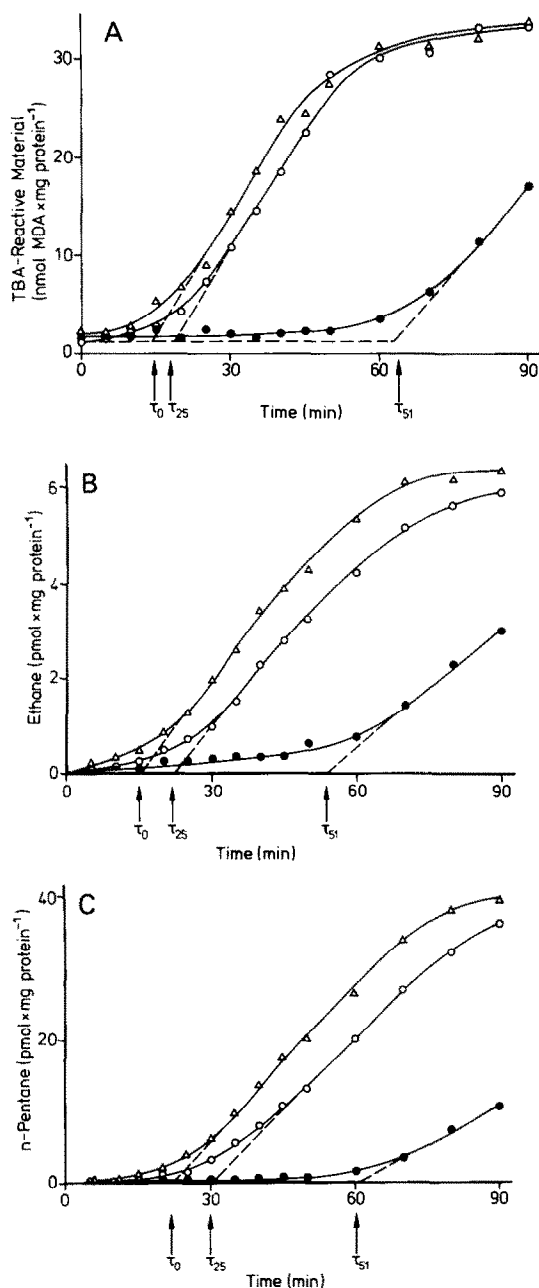 A
TBA-Reactive Material
(nmol MDA × mg protein⁻¹)
30
20
10
0
0 30 60 90
τ₀ τ₂₅ τ₅₁
Time (min)
B
Ethane (pmol × mg protein⁻¹)
6
4
2
0
0 30 60 90
τ₀ τ₂₅ τ₅₁
Time (min)
C
n-Pentane (pmol × mg protein⁻¹)
40
20
0
0 30 60 90
τ₀ τ₂₅ τ₅₁
Time (min)